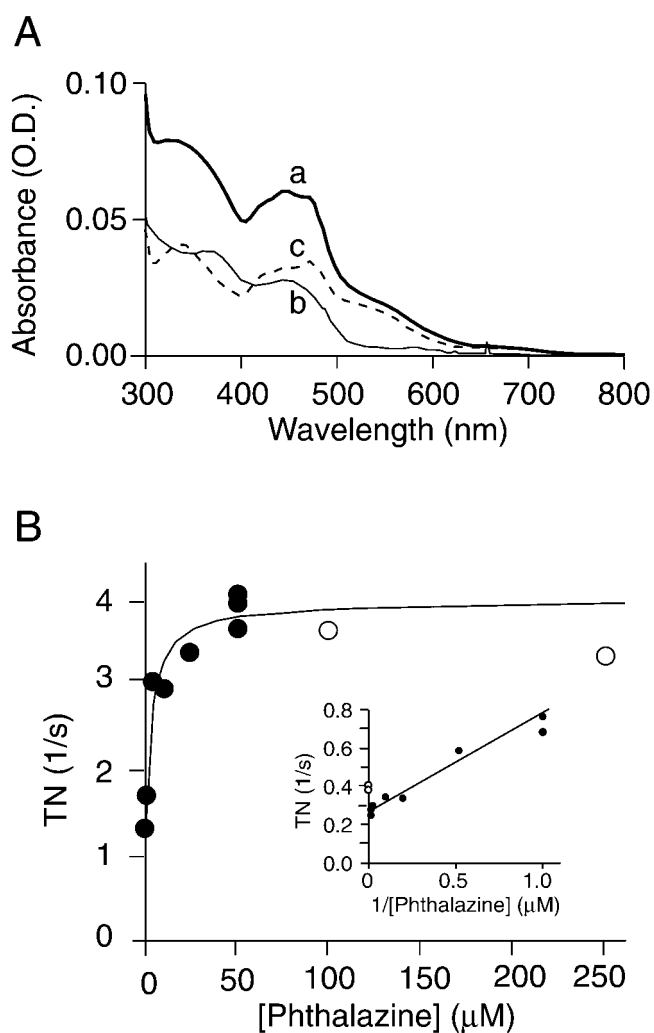 A
0.10
0.05
0.00
Absorbance (O.D.)
a
c
b
300 400 500 600 700 800
Wavelength (nm)
B
4
3
2
1
0
TN (1/s)
0.8
0.6
0.4
0.2
0.0
TN (1/s)
0 0.5 1.0
1/[Phthalazine] (μM)
0 50 100 150 200 250
[Phthalazine] (μM)